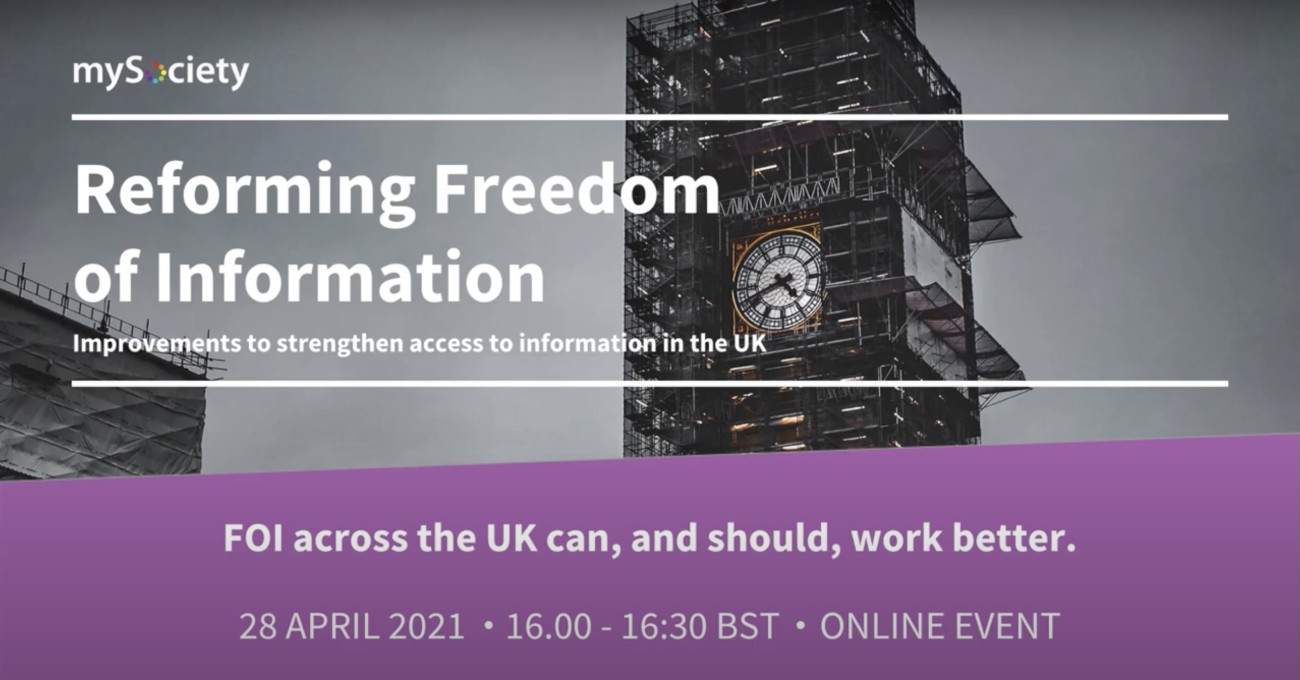 mySociety
Reforming Freedom
of Information
Improvements to strengthen access to information in the UK
FOI across the UK can, and should, work better.
28 APRIL 2021 • 16.00 - 16:30 BST • ONLINE EVENT